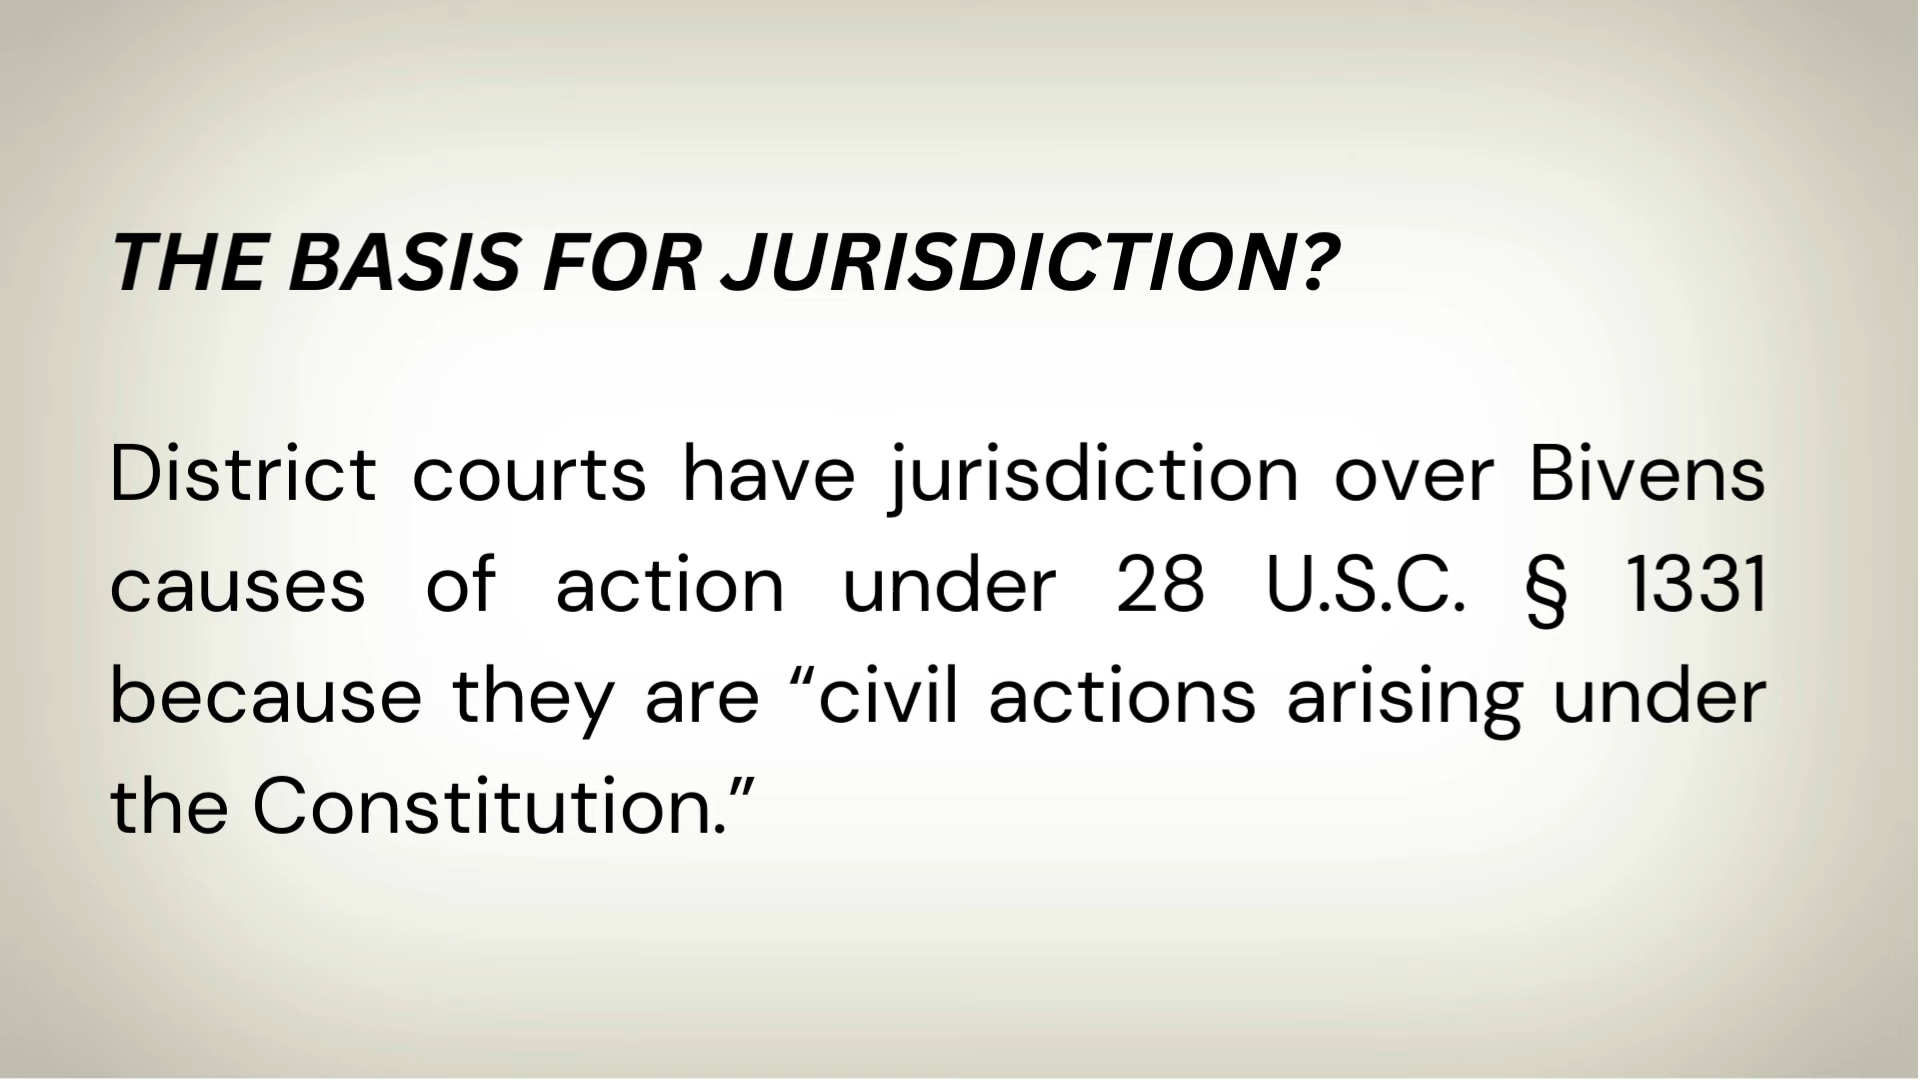 THE BASIS FOR JURISDICTION?
District courts have jurisdiction over Bivens
causes of action under 28 U.S.C. § 1331
because they are “civil actions arising under
the Constitution.”